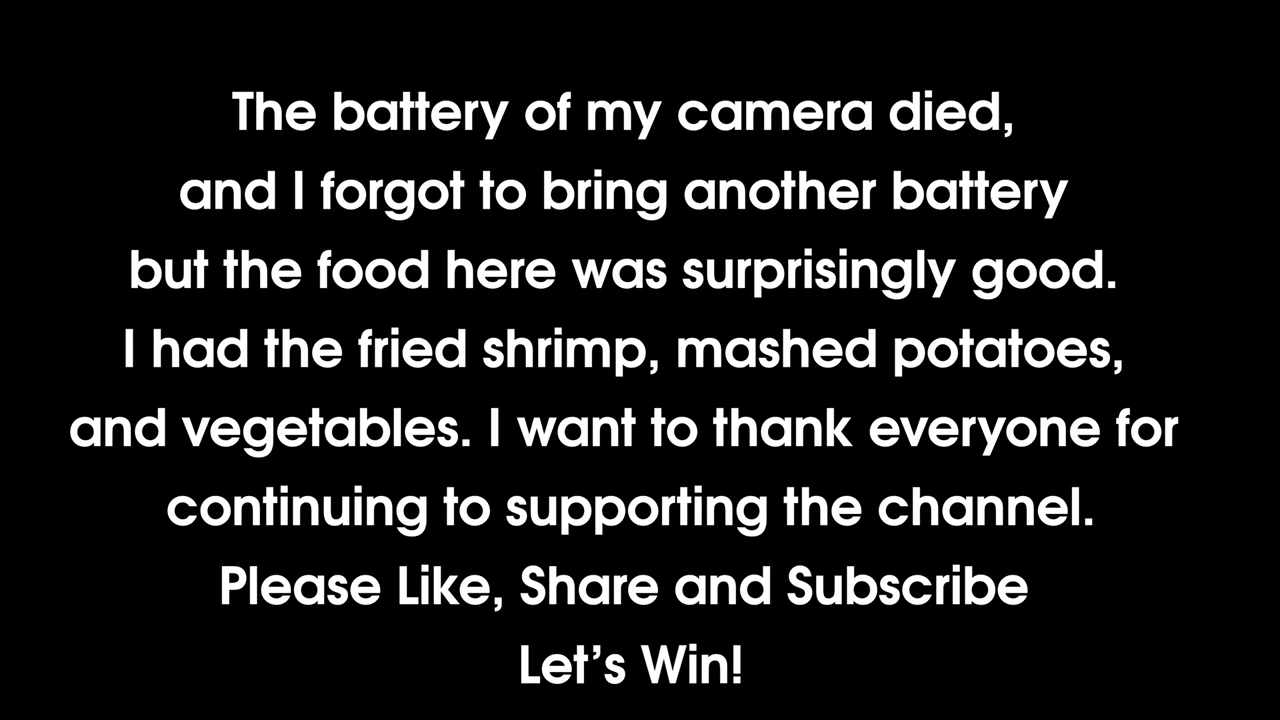 The battery of my camera died,
and I forgot to bring another battery
but the food here was surprisingly good.
I had the fried shrimp, mashed potatoes,
and vegetables. I want to thank everyone for
continuing to supporting the channel.
Please Like, Share and Subscribe
Let’s Win!